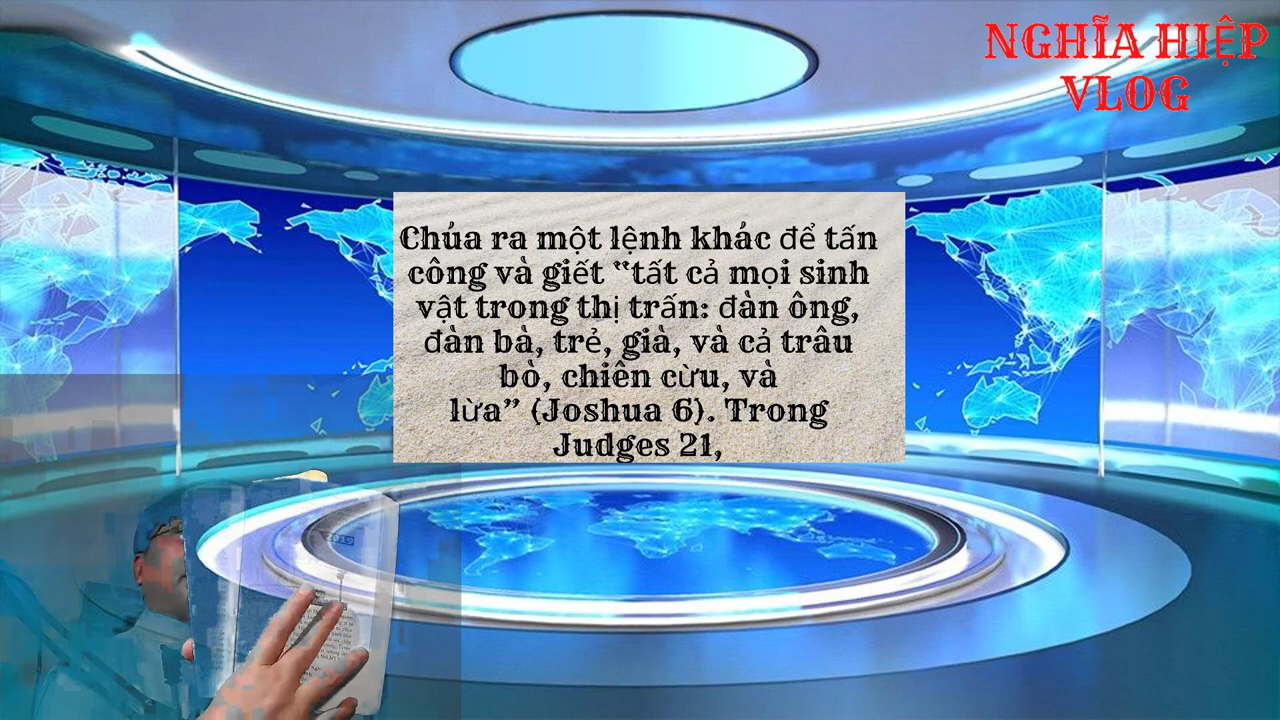 NGHĨA HIỆP
VLOG
Chúa ra một lệnh khác để tấn
công và giết “tất cả mọi sinh
vật trong thị trấn: đàn ông,
đàn bà, trẻ, già, và cả trâu
bò, chiên cừu, và
lừa” (Joshua 6). Trong
Judges 21,
2019